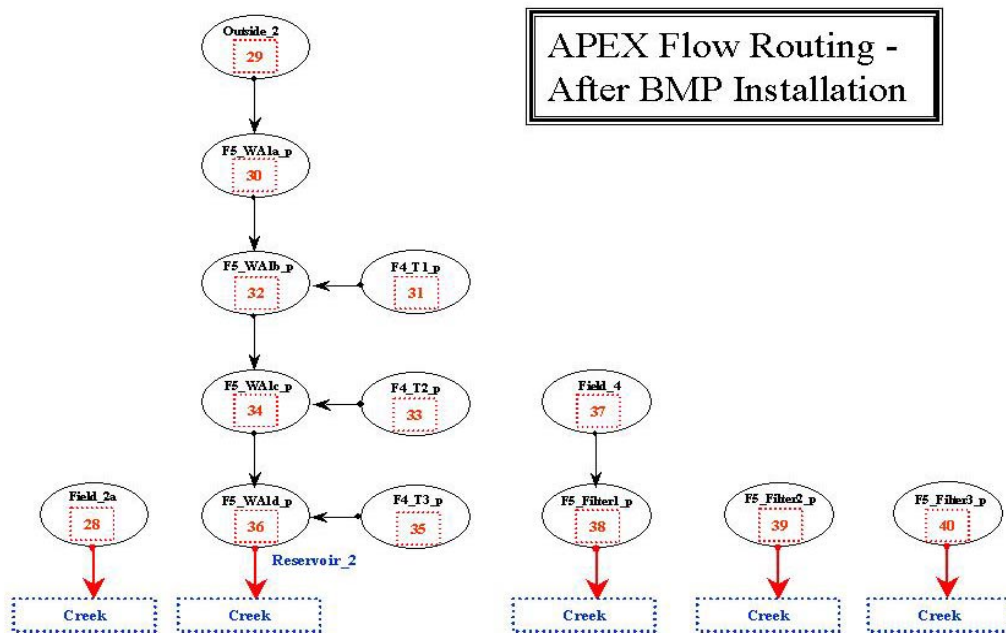 APEX Flow Routing -
After BMP Installation
Outside_2
29
F5_WA1a_p
30
F5_WA1b_p
32
F4_T1_p
31
F5_WA1c_p
34
F4_T2_p
33
Field_4
37
Field_2a
28
F5_WA1d_p
36
F4_T3_p
35
F5_Filter1_p
38
F5_Filter2_p
39
F5_Filter3_p
40
Reservoir_2
Creek
Creek
Creek
Creek
Creek